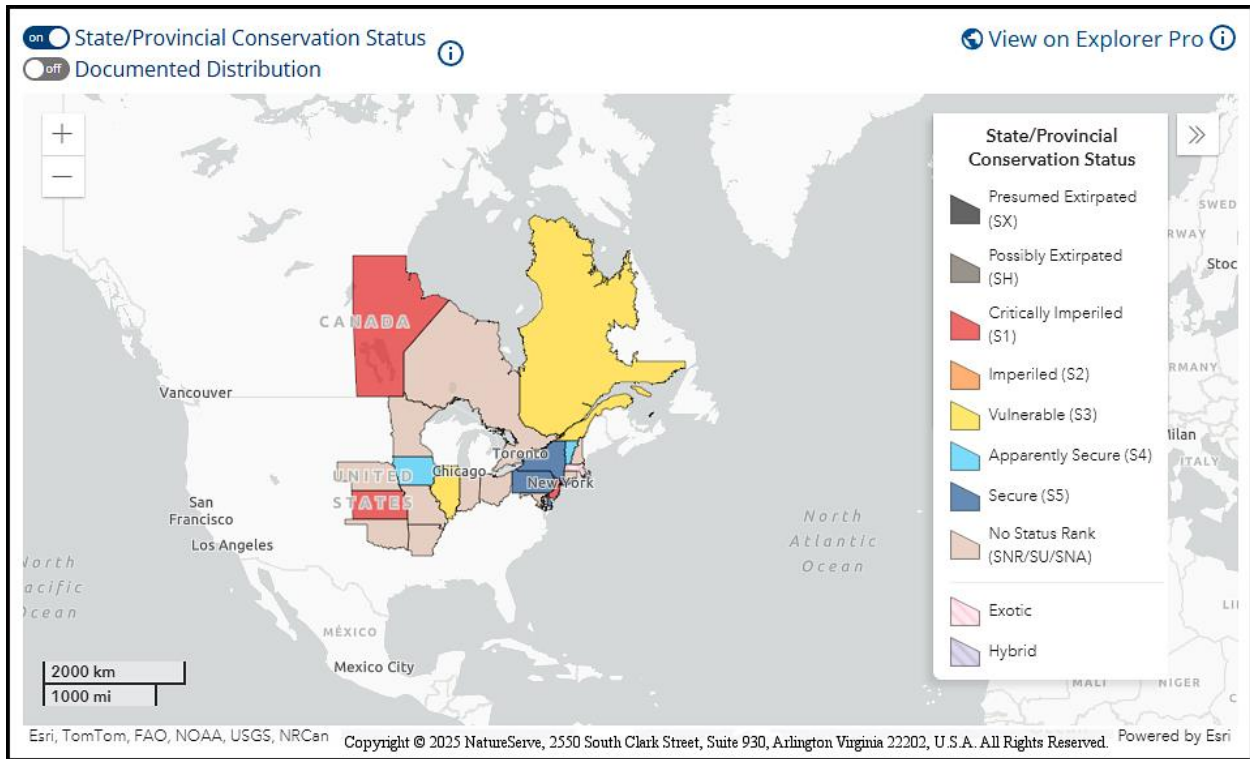 on State/Provincial Conservation Status
off Documented Distribution
View on Explorer Pro
+
−
State/Provincial
Conservation Status
Presumed Extirpated
(SX)
Possibly Extirpated
(SH)
Critically Imperiled
(S1)
Imperiled (S2)
Vulnerable (S3)
Apparently Secure (S4)
Secure (S5)
No Status Rank
(SNR/SU/SNA)
Exotic
Hybrid
SWED
RWAY
Stoc
CANADA
RMANY
Vancouver
ilan
ITALY
Toronto
UNITED
Chicago
New York
STATES
San
Francisco
Los Angeles
North
Atlantic
Ocean
North
acific
cean
LI
MÉXICO
Mexico City
MALI
NIGER
2000 km
1000 mi
Esri, TomTom, FAO, NOAA, USGS, NRCan
Copyright © 2025 NatureServe, 2550 South Clark Street, Suite 930, Arlington Virginia 22202, U.S.A. All Rights Reserved.
Powered by Esri